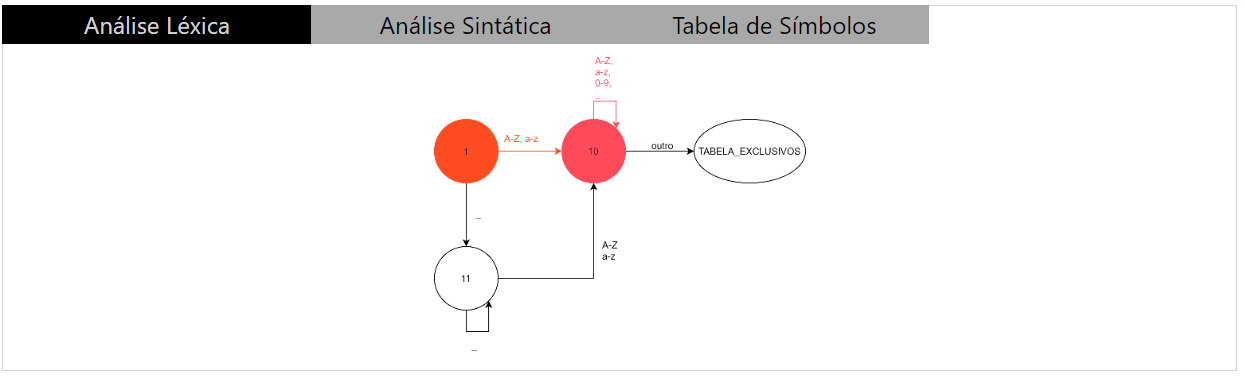 Análise Léxica
Análise Sintática
Tabela de Símbolos
A-Z,
a-z,
0-9,
_
A-Z, a-z
1
10
outro
TABELA_EXCLUSIVOS
_
A-Z
a-z
11
_